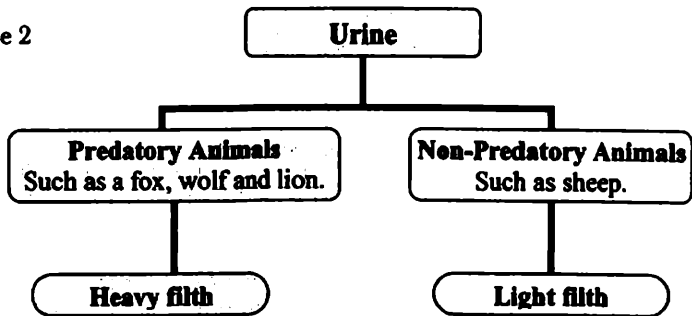 e 2
Urine
Predatory Animals
Such as a fox, wolf and lion.
Non-Predatory Animals
Such as sheep.
Heavy filth
Light filth